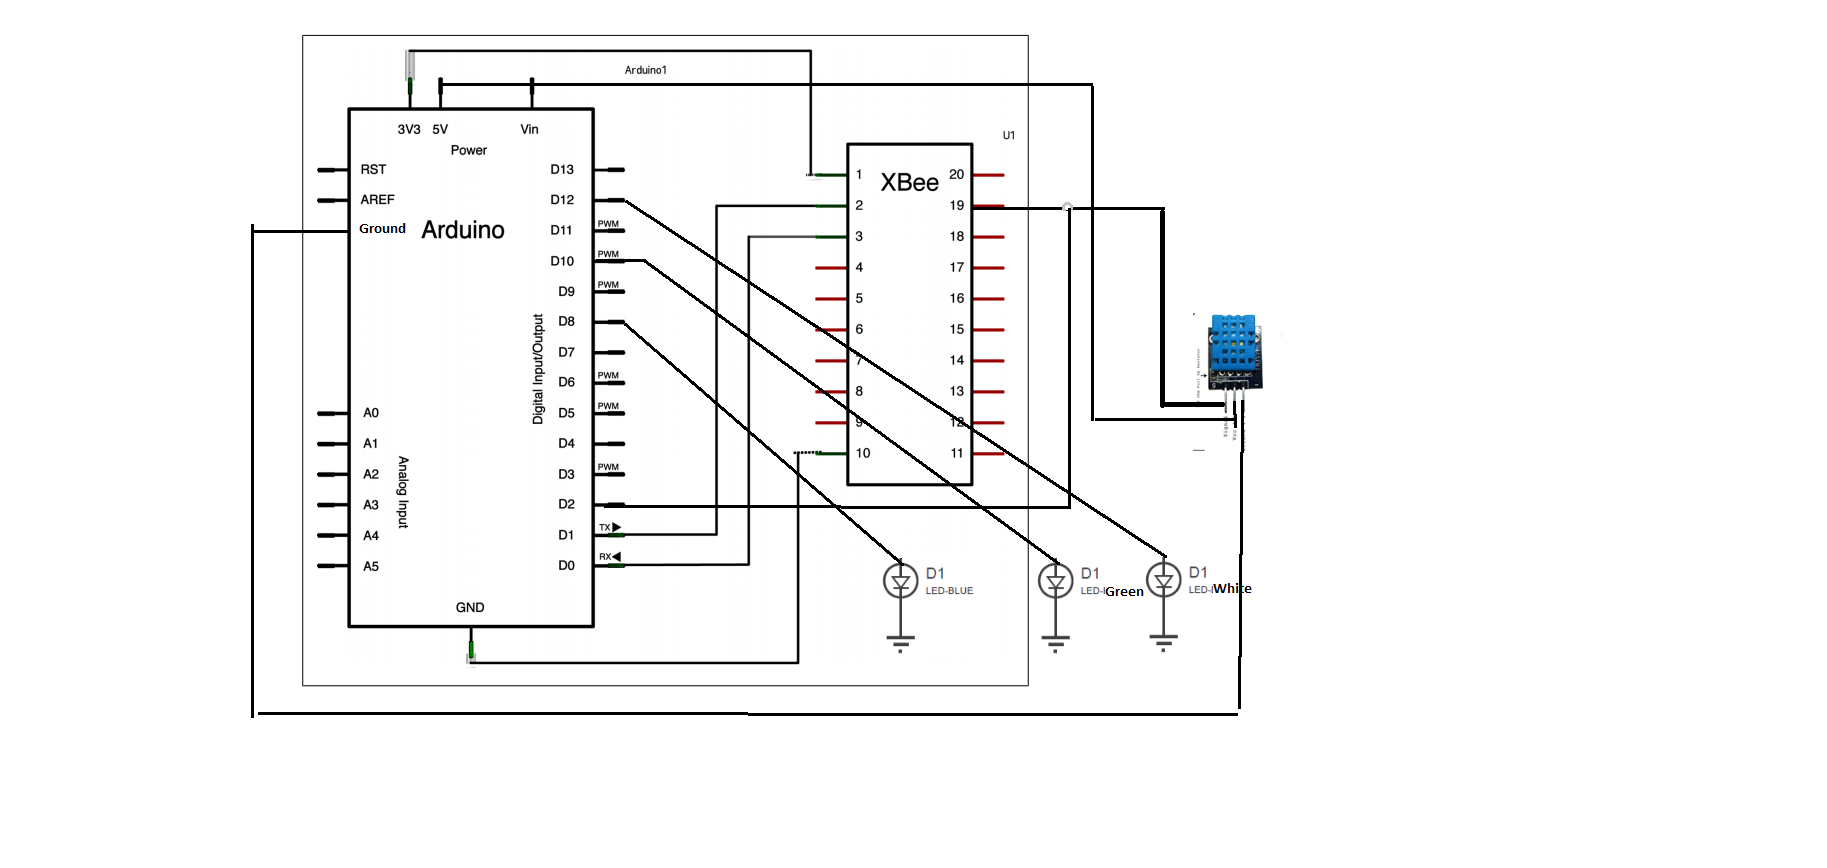 Arduino1
3V3 5V Vin
Power
U1
RST
AREF
Ground
Arduino
A0
A1
A2
A3
A4
A5
Analog Input
GND
Digital Input/Output
D13
D12
D11 PWM
D10 PWM
D9 PWM
D8
D7
D6 PWM
D5 PWM
D4
D3 PWM
D2
D1 TX
D0 RX
XBee
1 20
2 19
3 18
4 17
5 16
6 15
7 14
8 13
9 12
10 11
D1
LED-BLUE
D1
LED-Green
D1
LED-White